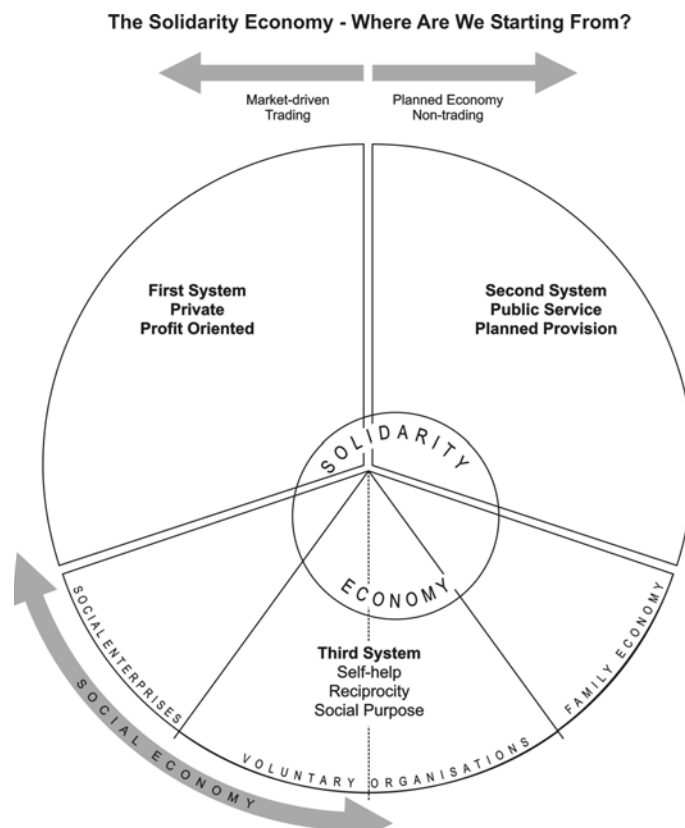 The Solidarity Economy - Where Are We Starting From?
Market-driven
Trading
Planned Economy
Non-trading
First System
Private
Profit Oriented
Second System
Public Service
Planned Provision
SOLIDARITY
ECONOMY
Third System
Self-help
Reciprocity
Social Purpose
SOCIAL ENTERPRISES
VOLUNTARY ORGANISATIONS
FAMILY ECONOMY
SOCIAL ECONOMY